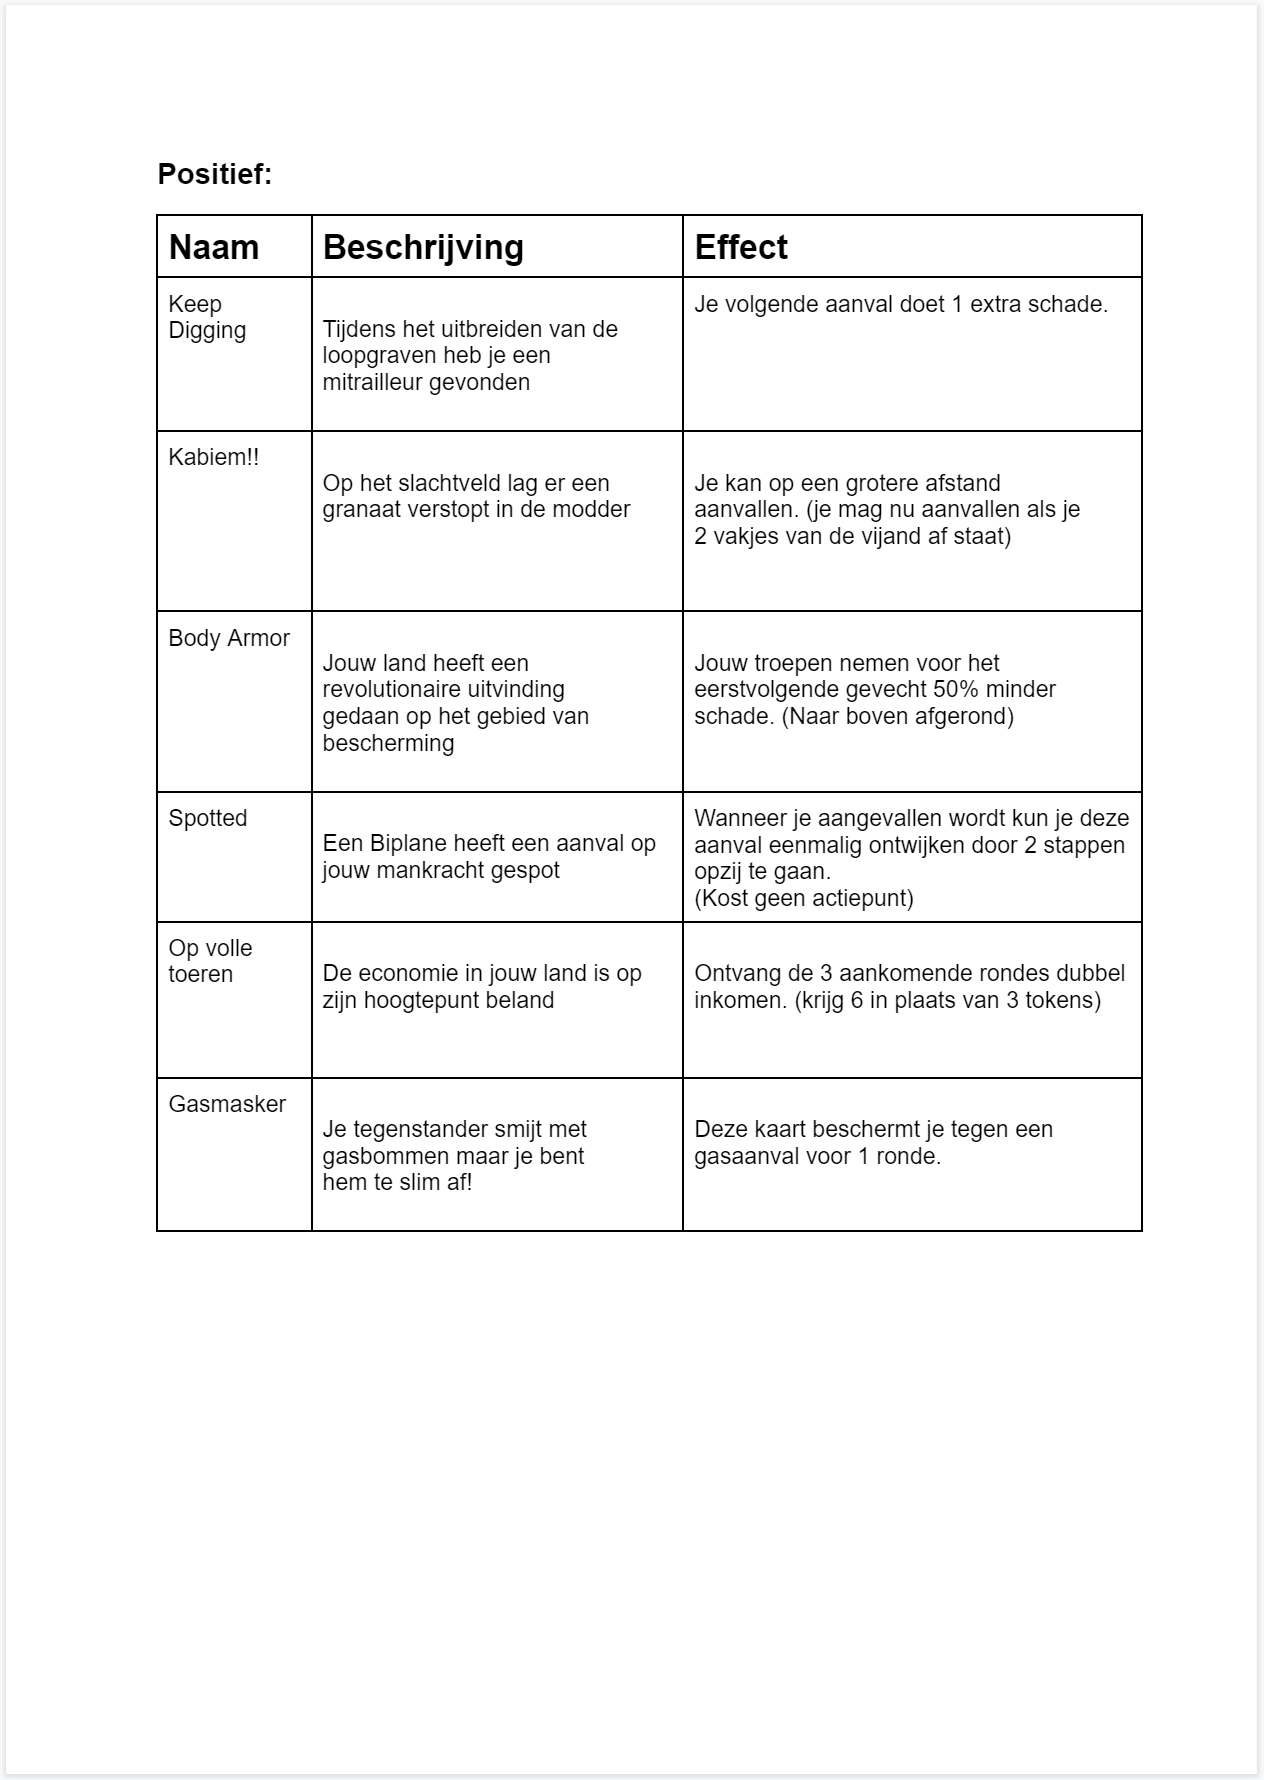 Positief:
Naam
Beschrijving
Effect
Keep
Digging
Tijdens het uitbreiden van de
loopgraven heb je een
mitrailleur gevonden
Je volgende aanval doet 1 extra schade.
Kabiem!!
Op het slachtveld lag er een
granaat verstopt in de modder
Je kan op een grotere afstand
aanvallen. (je mag nu aanvallen als je
2 vakjes van de vijand af staat)
Body Armor
Jouw land heeft een
revolutionaire uitvinding
gedaan op het gebied van
bescherming
Jouw troepen nemen voor het
eerstvolgende gevecht 50% minder
schade. (Naar boven afgerond)
Spotted
Een Biplane heeft een aanval op
jouw mankracht gespot
Wanneer je aangevallen wordt kun je deze
aanval eenmalig ontwijken door 2 stappen
opzij te gaan.
(Kost geen actiepunt)
Op volle
toeren
De economie in jouw land is op
zijn hoogtepunt beland
Ontvang de 3 aankomende rondes dubbel
inkomen. (krijg 6 in plaats van 3 tokens)
Gasmasker
Je tegenstander smijt met
gasbommen maar je bent
hem te slim af!
Deze kaart beschermt je tegen een
gasaanval voor 1 ronde.